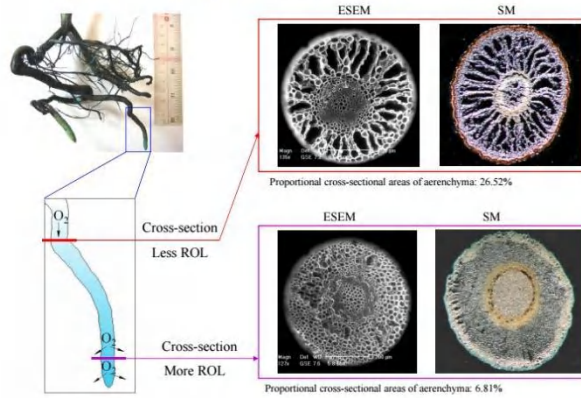 ESEM SM
Proportional cross-sectional areas of aerenchyma: 26.52%
O2
Cross-section
Less ROL
ESEM SM
O2
Cross-section
O2
More ROL
Proportional cross-sectional areas of aerenchyma: 6.81%